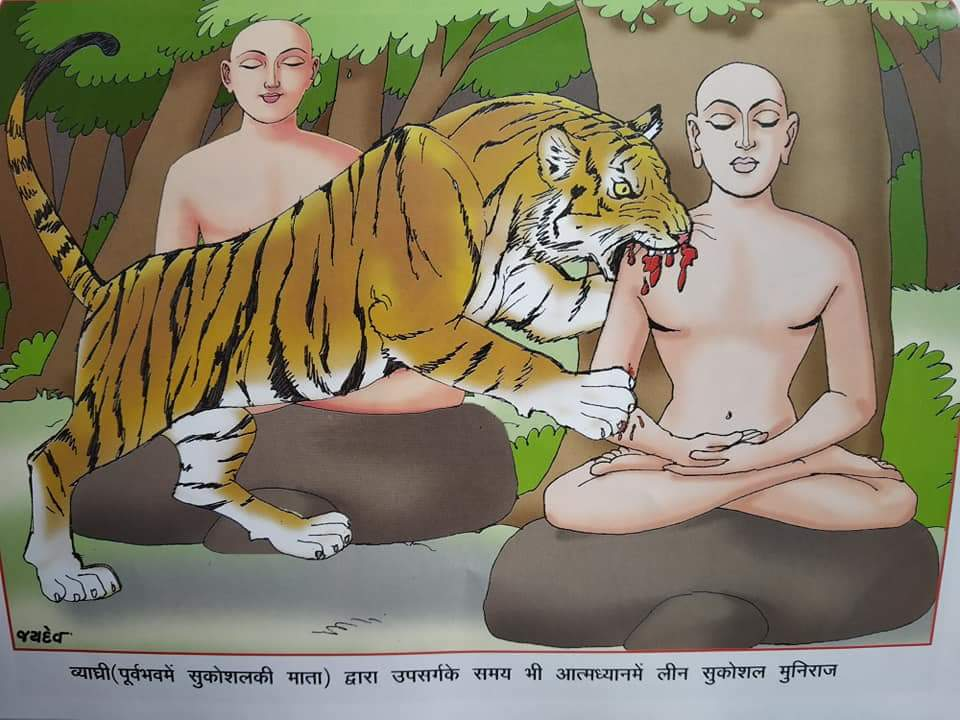 जयदेव
व्याघ्री(पूर्वभवमें सुकोशलकी माता) द्वारा उपसर्गके समय भी आत्मध्यानमें लीन सुकोशल मुनिराज